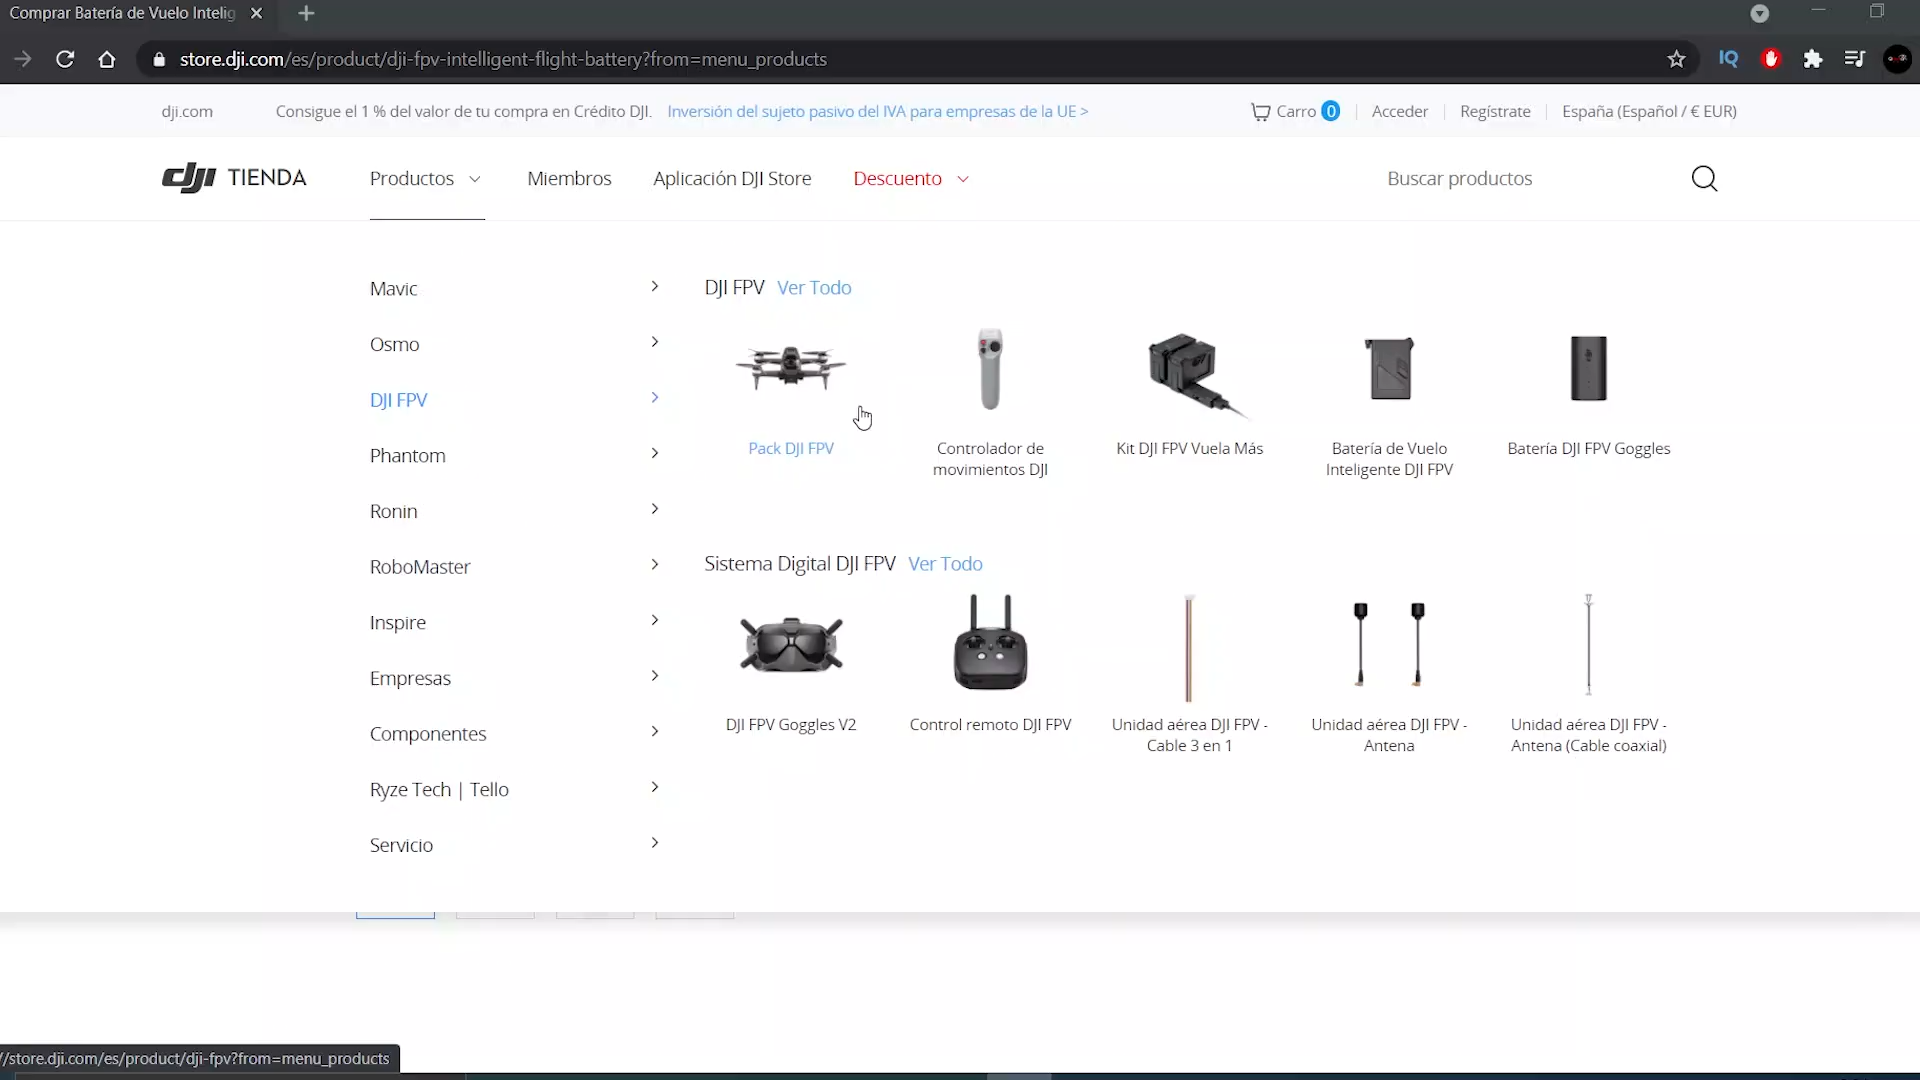 Comprar Batería de Vuelo Intelig
store.dji.com/es/product/dji-fpv-intelligent-flight-battery?from=menu_products
IQ
dji.com
Consigue el 1 % del valor de tu compra en Crédito DJI. Inversión del sujeto pasivo del IVA para empresas de la UE >
Carro 0
Acceder
Regístrate
España (Español / € EUR)
dji TIENDA
Productos
Miembros
Aplicación DJI Store
Descuento
Buscar productos
Mavic
Osmo
DJI FPV
Phantom
Ronin
RoboMaster
Inspire
Empresas
Componentes
Ryze Tech | Tello
Servicio
DJI FPV Ver Todo
Pack DJI FPV
Controlador de
movimientos DJI
Kit DJI FPV Vuela Más
Batería de Vuelo
Inteligente DJI FPV
Batería DJI FPV Goggles
Sistema Digital DJI FPV Ver Todo
DJI FPV Goggles V2
Control remoto DJI FPV
Unidad aérea DJI FPV -
Cable 3 en 1
Unidad aérea DJI FPV -
Antena
Unidad aérea DJI FPV -
Antena (Cable coaxial)
//store.dji.com/es/product/dji-fpv?from=menu_products